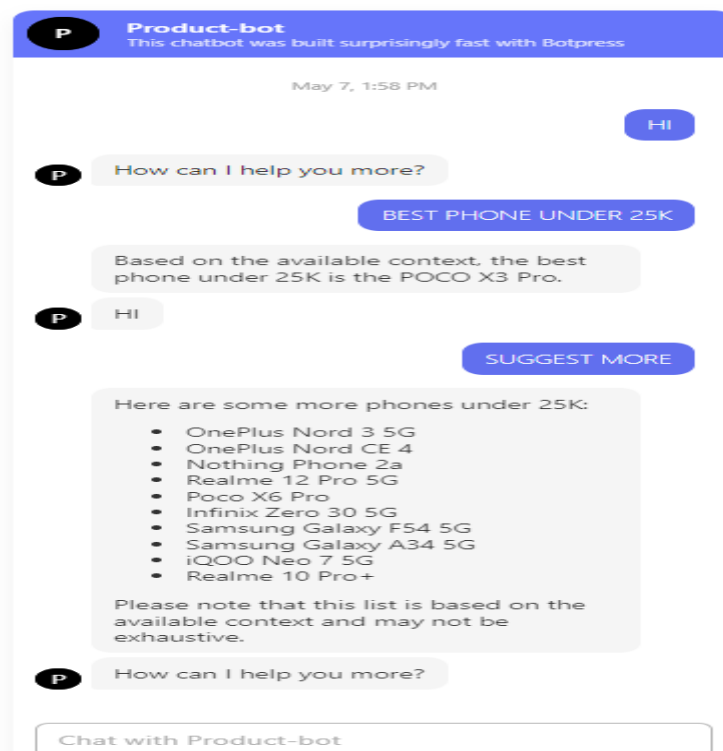 P
Product-bot
This chatbot was built surprisingly fast with Botpress
May 7, 1:58 PM
HI
P
How can I help you more?
BEST PHONE UNDER 25K
Based on the available context, the best
phone under 25K is the POCO X3 Pro.
P
HI
SUGGEST MORE
Here are some more phones under 25K:
• OnePlus Nord 3 5G
• OnePlus Nord CE 4
• Nothing Phone 2a
• Realme 12 Pro 5G
• Poco X6 Pro
• Infinix Zero 30 5G
• Samsung Galaxy F54 5G
• Samsung Galaxy A34 5G
• iQOO Neo 7 5G
• Realme 10 Pro+
Please note that this list is based on the
available context and may not be
exhaustive.
P
How can I help you more?
Chat with Product-bot